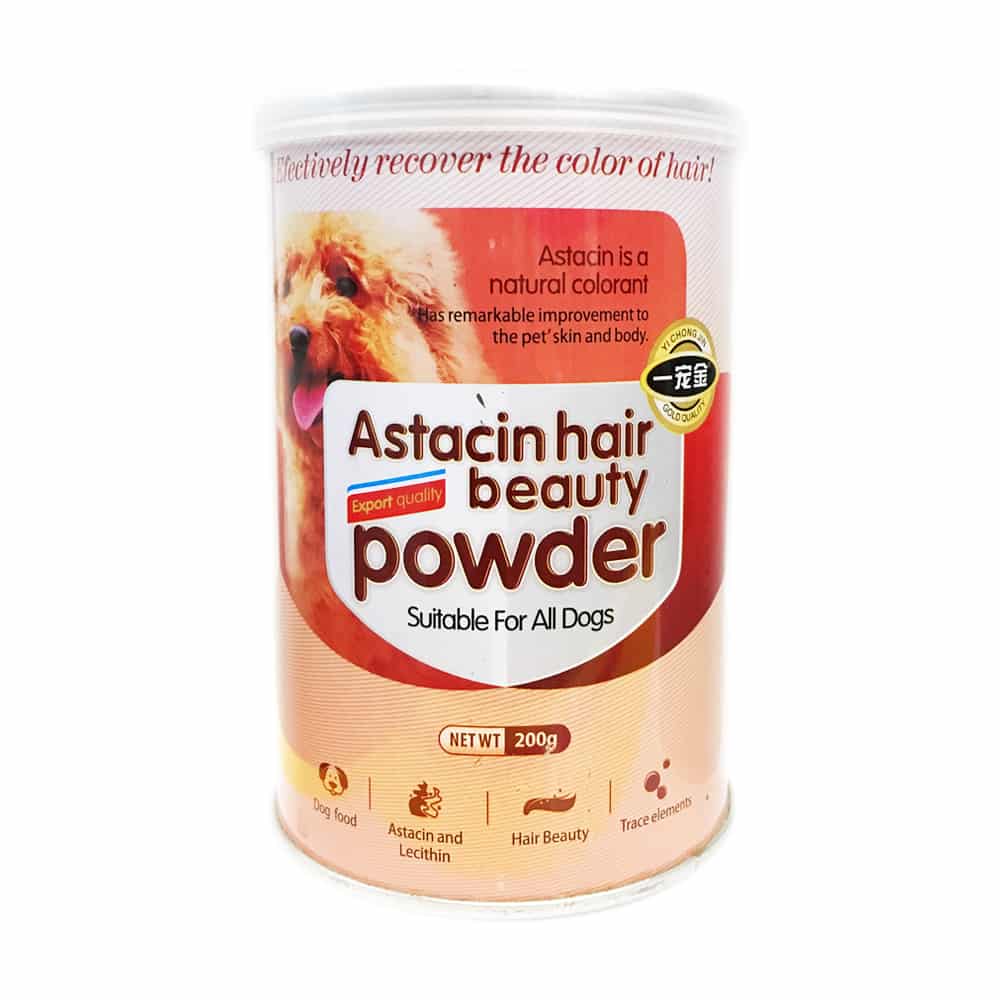 Efectively recover the color of hair!
Astacin is a
natural colorant
Has remarkable improvement to
the pet' skin and body.
YI CHONG JIN
一宠金
GOLD QUALITY
Astacin hair
beauty
Export quality
powder
Suitable For All Dogs
NET WT 200g
Dog food
Astacin and
Lecithin
Hair Beauty
Trace elements